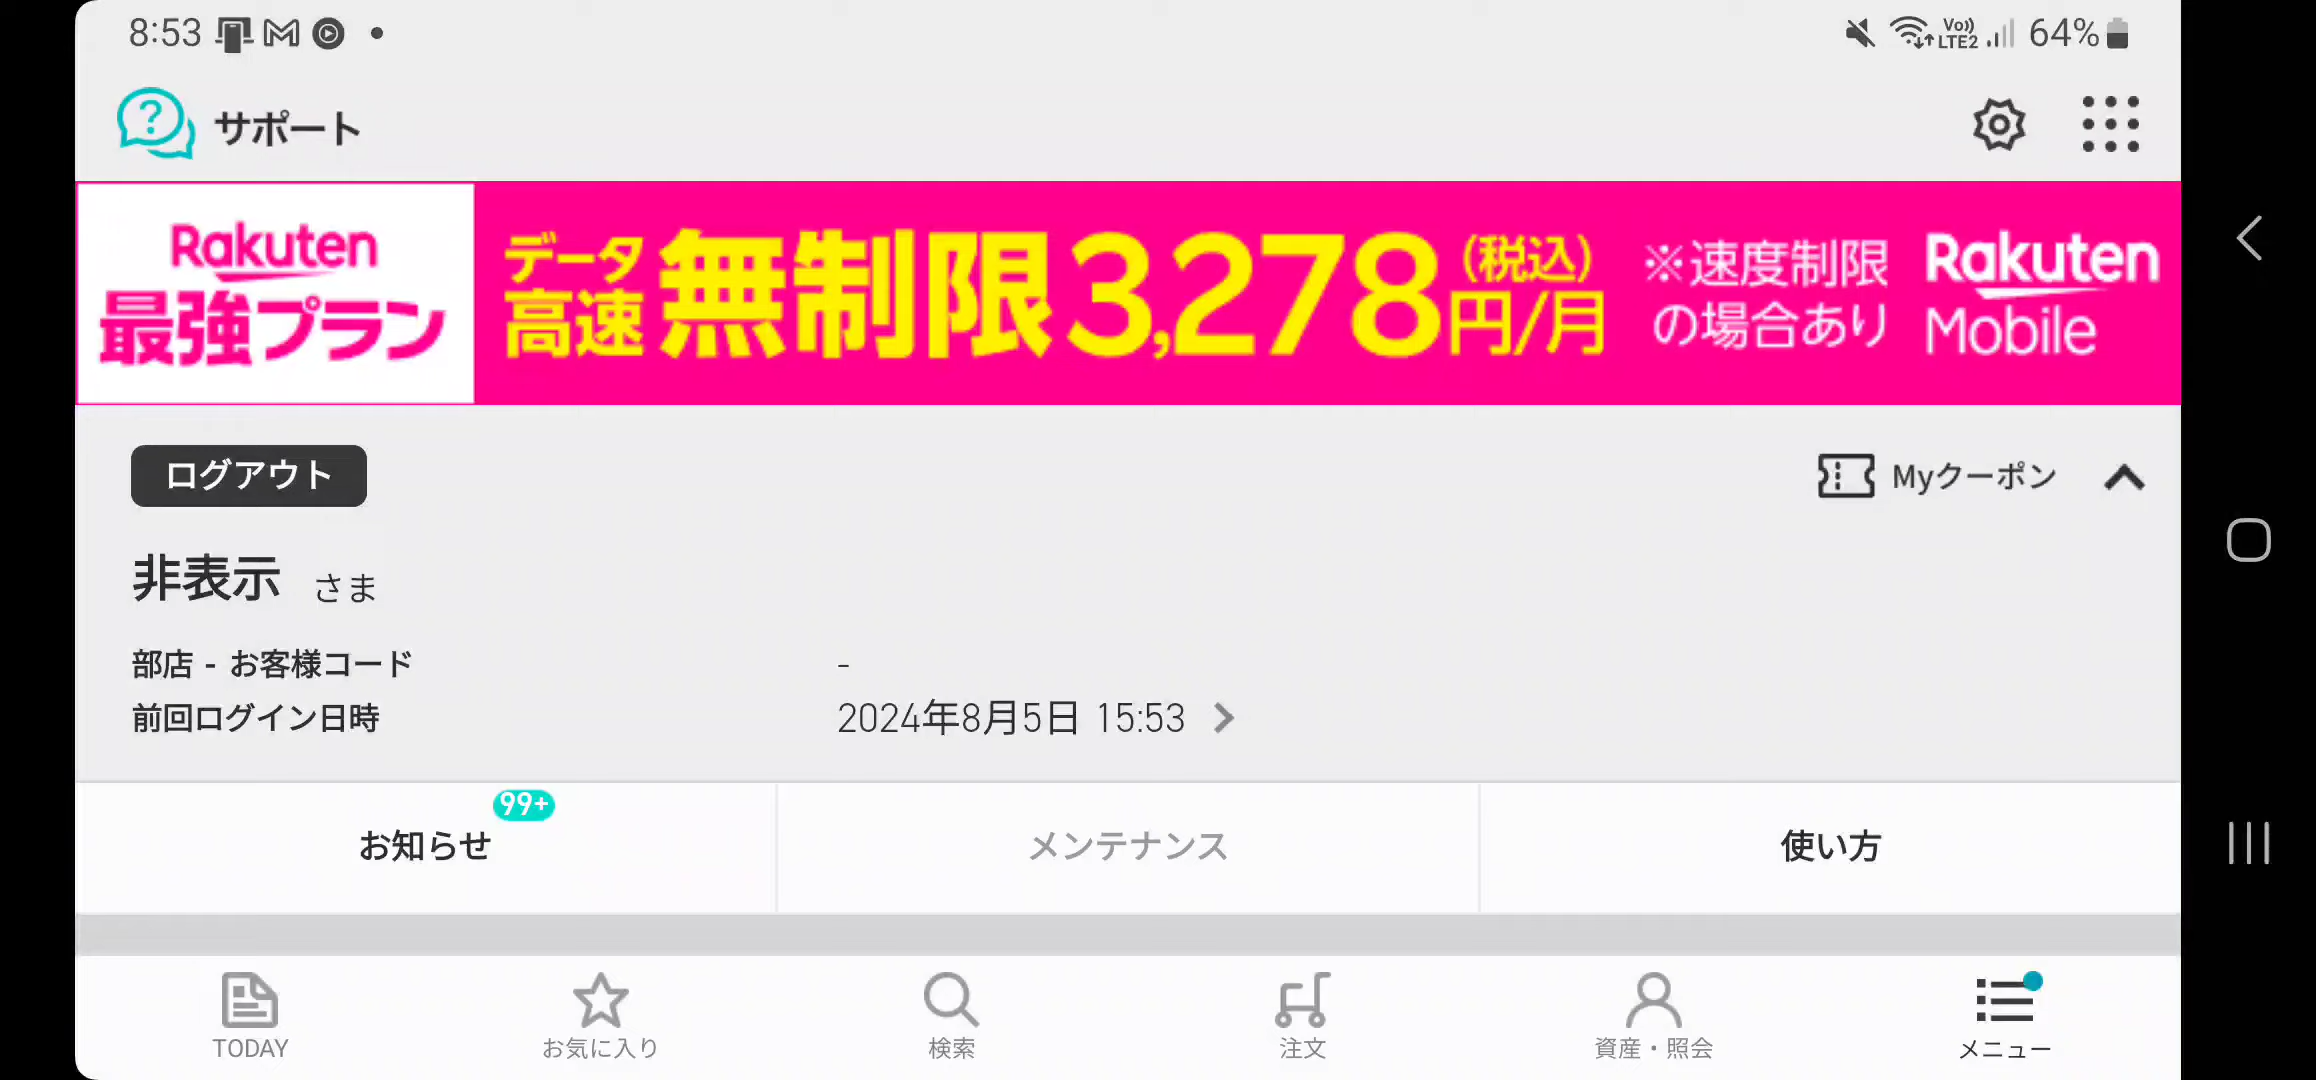 8:53
Vo)) LTE2 64%
サポート
Rakuten 最強プラン
データ高速無制限3,278円/月(税込)
※速度制限の場合あり
Rakuten Mobile
ログアウト
Myクーポン
非表示 さま
部店 - お客様コード -
前回ログイン日時 2024年8月5日 15:53
99+
お知らせ メンテナンス 使い方
TODAY お気に入り 検索 注文 資産・照会 メニュー